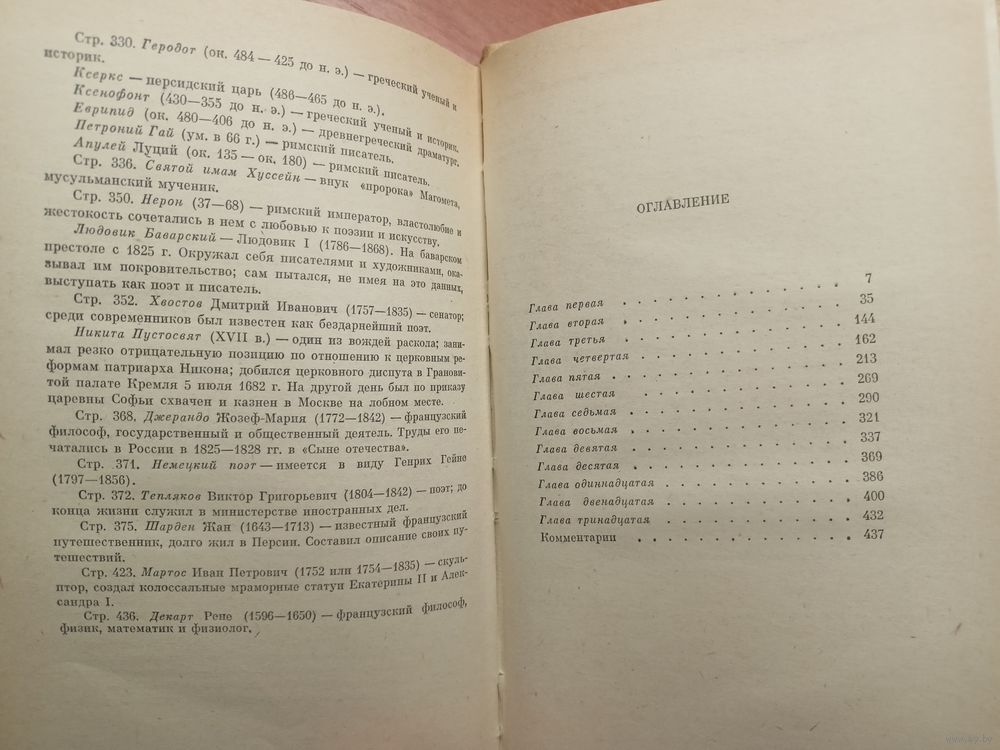 Стр. 330. Геродот (ок. 484 — 425 до н. э.) — греческий ученый и
историк.
Ксеркс — персидский царь (486—465 до н. э.).
Ксенофонт (430—355 до н. э.) — греческий ученый и историк.
Еврипид (ок. 480—406 до н. э.) — древнегреческий драматург.
Петроний Гай (ум. в 66 г.) — римский писатель.
Апулей Луций (ок. 135 — ок. 180) — римский писатель.
Стр. 336. Святой имам Хуссейн — внук «пророка» Магомета,
мусульманский мученик.
Стр. 350. Нерон (37—68) — римский император, властолюбие и
жестокость сочетались в нем с любовью к поэзии и искусству.
Людовик Баварский — Людовик I (1786—1868). На баварском
престоле с 1825 г. Окружал себя писателями и художниками, ока-
зывал им покровительство; сам пытался, не имея на это данных,
выступать как поэт и писатель.
Стр. 352. Хвостов Дмитрий Иванович (1757—1835) — сенатор;
среди современников был известен как бездарнейший поэт.
Никита Пустосвят (XVII в.) — один из вождей раскола; зани-
мал резко отрицательную позицию по отношению к церковным ре-
формам патриарха Никона; добился церковного диспута в Гранови-
той палате Кремля 5 июля 1682 г. На другой день был по приказу
царевны Софьи схвачен и казнен в Москве на лобном месте.
Стр. 368. Джерандо Жозеф-Мария (1772—1842) — французский
философ, государственный и общественный деятель. Труды его пе-
чатались в России в 1825—1828 гг. в «Сыне отечества».
Стр. 371. Немецкий поэт — имеется в виду Генрих Гейне
(1797—1856).
Стр. 372. Тепляков Виктор Григорьевич (1804—1842) — поэт; до
конца жизни служил в министерстве иностранных дел.
Стр. 375. Шарден Жан (1643—1713) — известный французский
путешественник, долго жил в Персии. Составил описание своих пу-
тешествий.
Стр. 423. Мартос Иван Петрович (1752 или 1754—1835) — скуль-
птор, создал колоссальные мраморные статуи Екатерины II и Алек-
сандра I.
Стр. 436. Декарт Рене (1596—1650) — французский философ,
физик, математик и физиолог.
ОГЛАВЛЕНИЕ
Глава первая . . . . . . . . . . . 7
Глава вторая . . . . . . . . . . . 35
Глава третья . . . . . . . . . . . 144
Глава четвертая . . . . . . . . . . 162
Глава пятая . . . . . . . . . . . 213
Глава шестая . . . . . . . . . . . 269
Глава седьмая . . . . . . . . . . . 290
Глава восьмая . . . . . . . . . . . 321
Глава девятая . . . . . . . . . . . 337
Глава десятая . . . . . . . . . . . 369
Глава одиннадцатая . . . . . . . . . 386
Глава двенадцатая . . . . . . . . . 400
Глава тринадцатая . . . . . . . . . 432
Комментарии . . . . . . . . . . . 437
www.ay.by